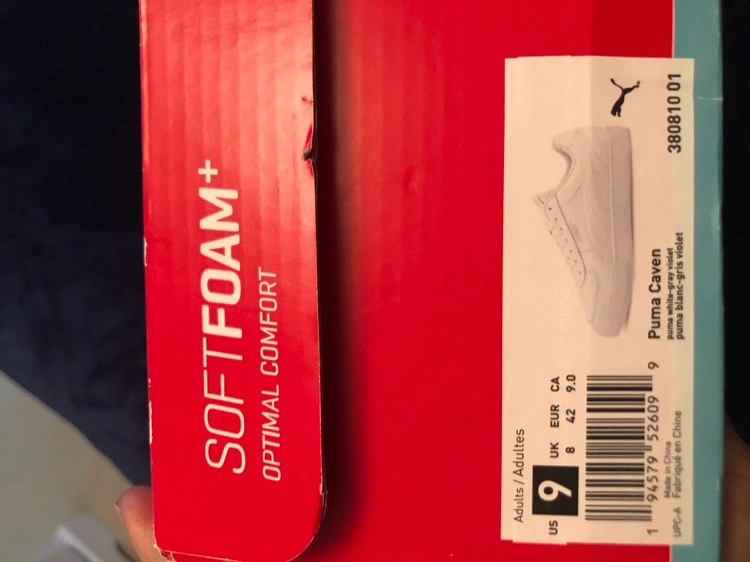 SOFTFOAM+
OPTIMAL COMFORT
380810 01
Puma Caven
puma white-gray violet
puma blanc-gris violet
Adults / Adultes
US 9
UK EUR CA
8 42 9.0
1 94579 52609 9
Made in China
UPC-A Fabriqué en Chine